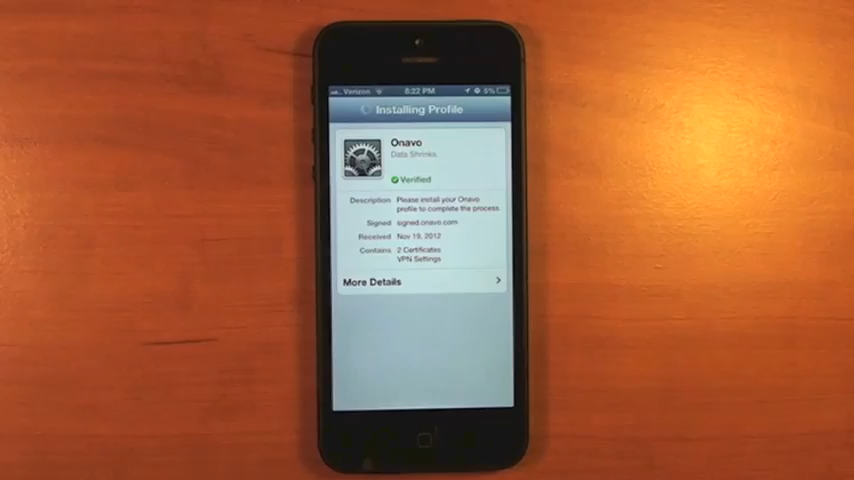 Verizon 8:22 PM 5%
Installing Profile
Onavo
Data Shrinks.
Verified
Description Please install your Onavo
profile to complete the process
Signed signed.onavo.com
Received Nov 19, 2012
Contains 2 Certificates
VPN Settings
More Details